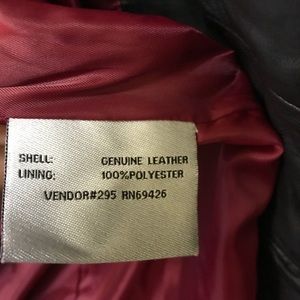 SHELL: GENUINE LEATHER
LINING: 100%POLYESTER
VENDOR#295 RN69426